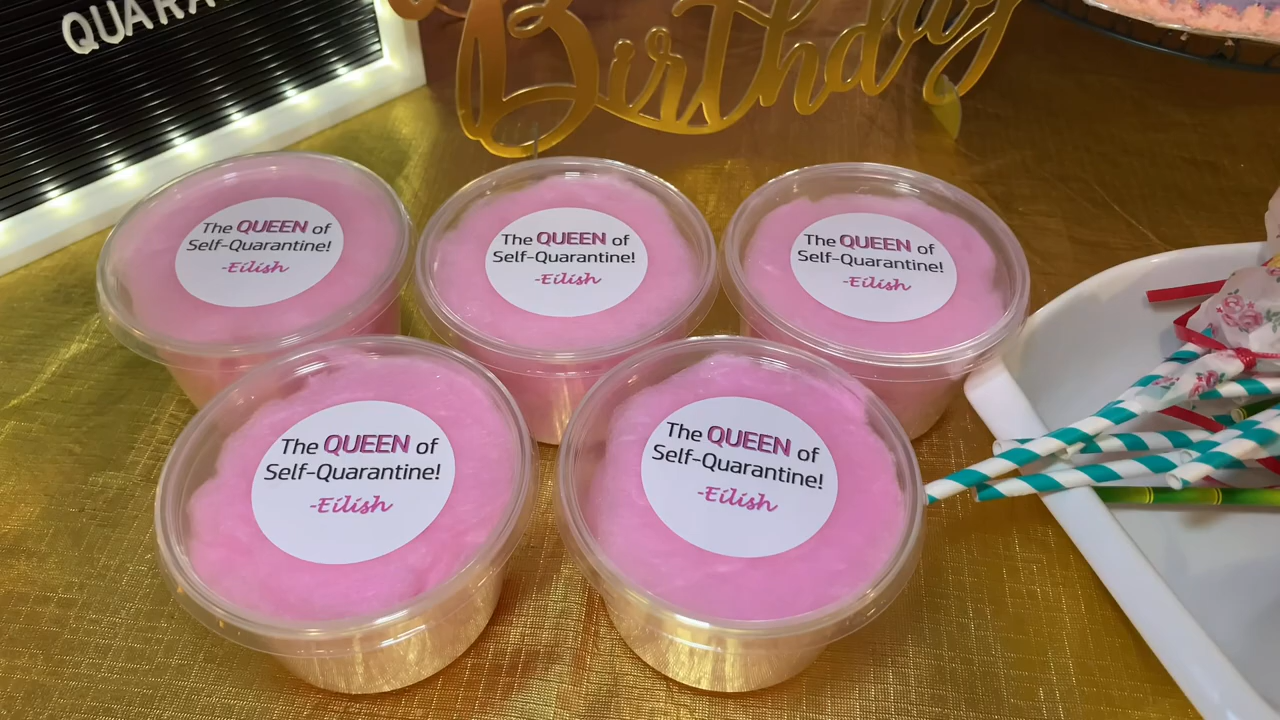 QUARA
Birthday
The QUEEN of
Self-Quarantine!
-Eilish
The QUEEN of
Self-Quarantine!
-Eilish
The QUEEN of
Self-Quarantine!
-Eilish
The QUEEN of
Self-Quarantine!
-Eilish
The QUEEN of
Self-Quarantine!
-Eilish